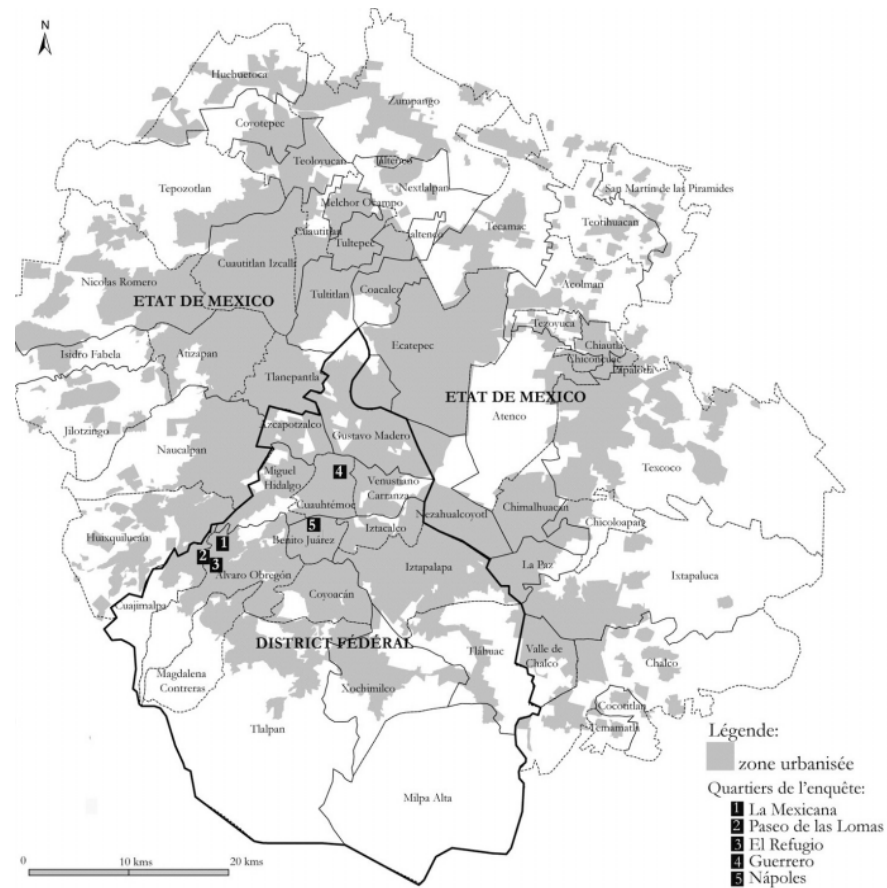 N
Huehuetoca
Zumpango
Coyotepec
Teoloyucan
Jaltenco
Tepozotlan
Nextlalpan
San Martin de las Piramides
Melchor Ocampo
Teotihuacan
Tecamac
Cuautitlan
Jaltenco
Tultepec
Cuautitlan Izcalli
Nicolas Romero
Coacalco
Acolman
Tultitlan
ETAT DE MEXICO
Tezoyuca
Ecatepec
Chiautla
Isidro Fabela
Atizapan
Chiconcuac
Papalotla
Tlanepantla
ETAT DE MEXICO
Atenco
Azcapotzalco
Jilotzingo
Gustavo Madero
Naucalpan
Texcoco
Miguel
Hidalgo
4
Venustiano
Carranza
Cuauhtémoc
Chimalhuacan
Nezahualcoyotl
Chicoloapan
5
Iztacalco
Huixquilucan
Benito Juárez
1
2
3
La Paz
Iztapalapa
Alvaro Obregón
Ixtapaluca
Coyoacán
Cuajimalpa
DISTRICT FÉDÉRAL
Tláhuac
Valle de
Chalco
Chalco
Magdalena
Contreras
Xochimilco
Cocotitlan
Tlalpan
Temamatla
Légende:
zone urbanisée
Quartiers de l'enquête:
1 La Mexicana
2 Paseo de las Lomas
3 El Refugio
4 Guerrero
5 Nápoles
Milpa Alta
0 10 kms 20 kms